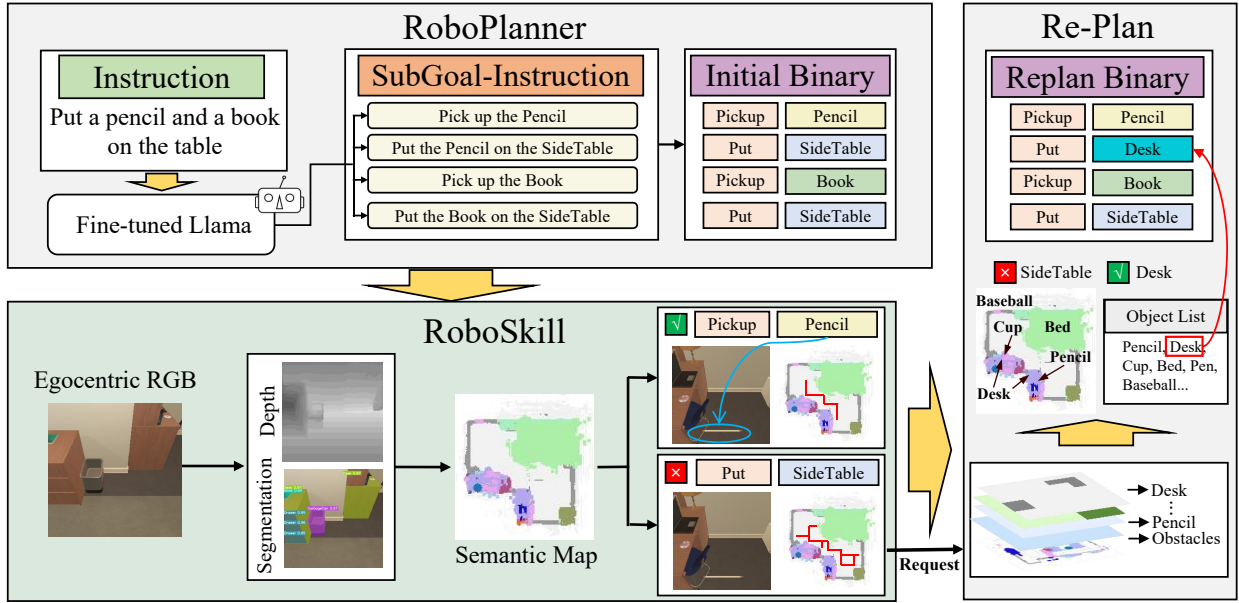 RoboPlanner
Instruction
Put a pencil and a book
on the table
Fine-tuned Llama
SubGoal-Instruction
Pick up the Pencil
Put the Pencil on the SideTable
Pick up the Book
Put the Book on the SideTable
Initial Binary
Pickup Pencil
Put SideTable
Pickup Book
Put SideTable
RoboSkill
Egocentric RGB
Depth
Segmentation
Semantic Map
√ Pickup Pencil
× Put SideTable
Request
Re-Plan
Replan Binary
Pickup Pencil
Put Desk
Pickup Book
Put SideTable
× SideTable √ Desk
Baseball
Cup
Bed
Pencil
Desk
Object List
Pencil, Desk,
Cup, Bed, Pen,
Baseball...
Desk
⋮
Pencil
Obstacles